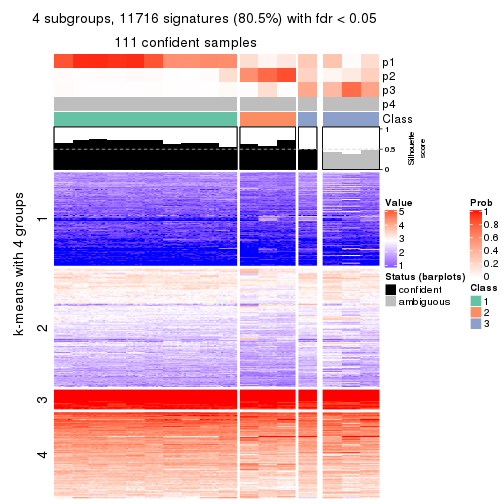 4 subgroups, 11716 signatures (80.5%) with fdr < 0.05
111 confident samples
p1
p2
p3
p4
Class
1
0.5
0
Silhouette
score
k-means with 4 groups
1
2
3
4
Value
5
4
3
2
1
Status (barplots)
confident
ambiguous
Prob
1
0.8
0.6
0.4
0.2
0
Class
1
2
3